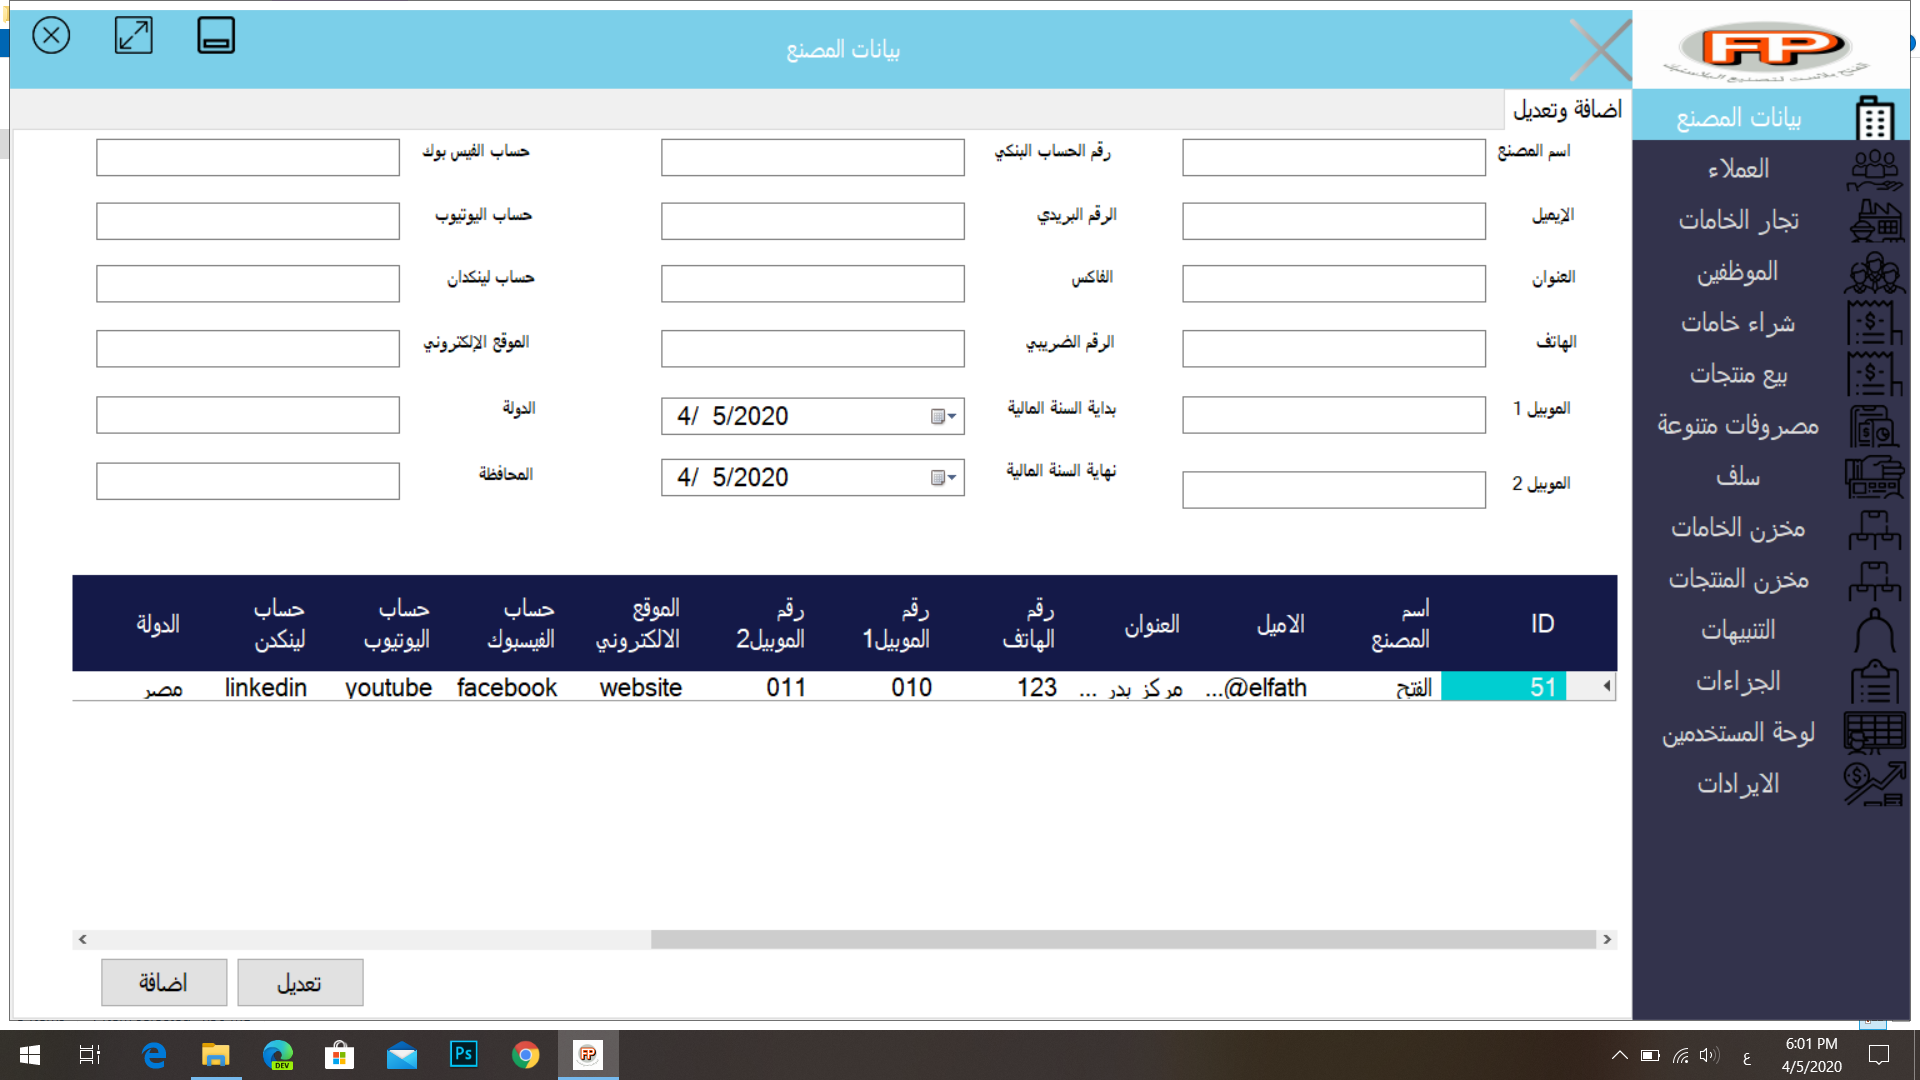 بيانات المصنع
FP
اضافة وتعديل
اسم المصنع
رقم الحساب البنكي
حساب الفيس بوك
الإيميل
الرقم البريدي
حساب اليوتيوب
العنوان
الفاكس
حساب لينكدان
الهاتف
الرقم الضريبي
الموقع الإلكتروني
الموبيل 1
بداية السنة المالية
4/ 5/2020
الدولة
الموبيل 2
نهاية السنة المالية
4/ 5/2020
المحافظة
ID
اسم المصنع
الاميل
العنوان
رقم الهاتف
رقم الموبيل1
رقم الموبيل2
الموقع الالكتروني
حساب الفيسبوك
حساب اليوتيوب
حساب لينكدن
الدولة
51
الفتح
@elfath...
مركز بدر ...
123
010
011
website
facebook
youtube
linkedin
مصر
تعديل
اضافة
بيانات المصنع
العملاء
تجار الخامات
الموظفين
شراء خامات
بيع منتجات
مصروفات متنوعة
سلف
مخزن الخامات
مخزن المنتجات
التنبيهات
الجزاءات
لوحة المستخدمين
الايرادات
DEV
Ps
FP
ع
6:01 PM
4/5/2020